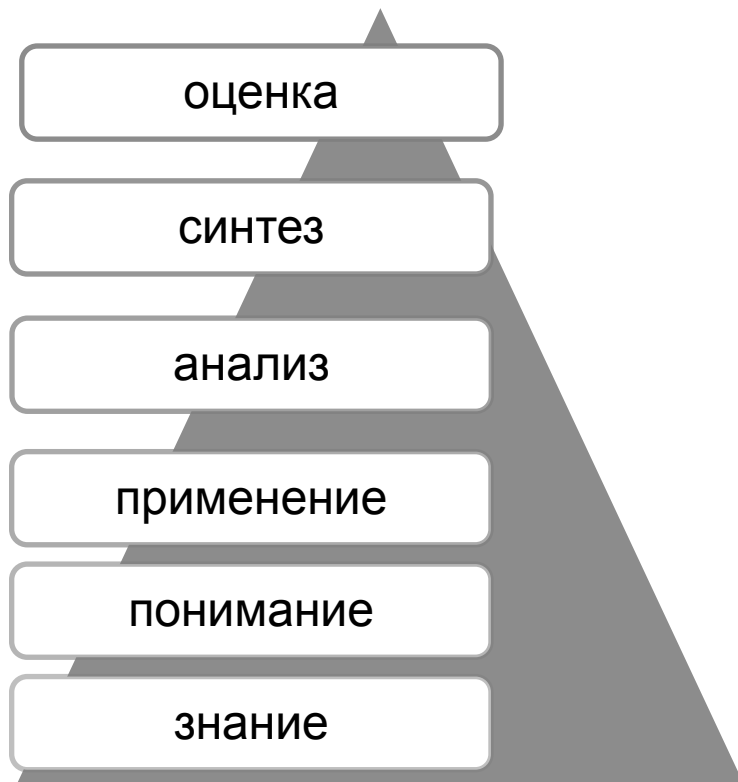 оценка
синтез
анализ
применение
понимание
знание